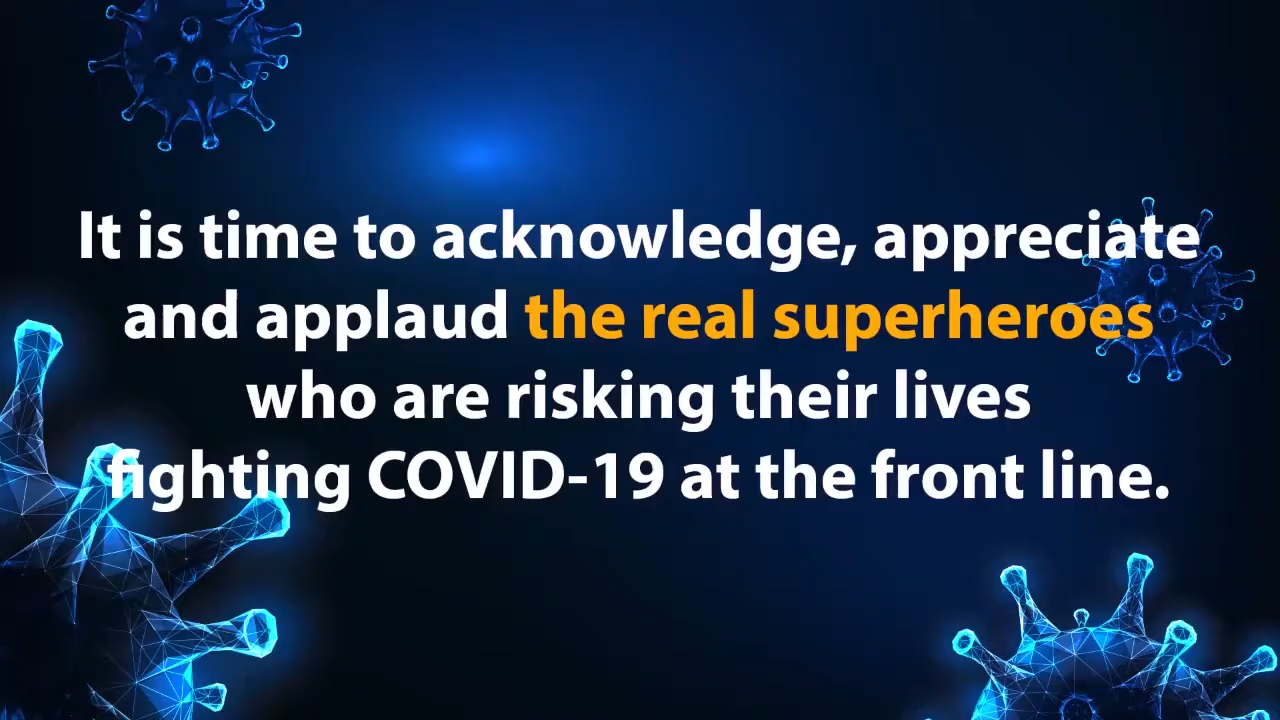 It is time to acknowledge, appreciate
and applaud the real superheroes
who are risking their lives
fighting COVID-19 at the front line.